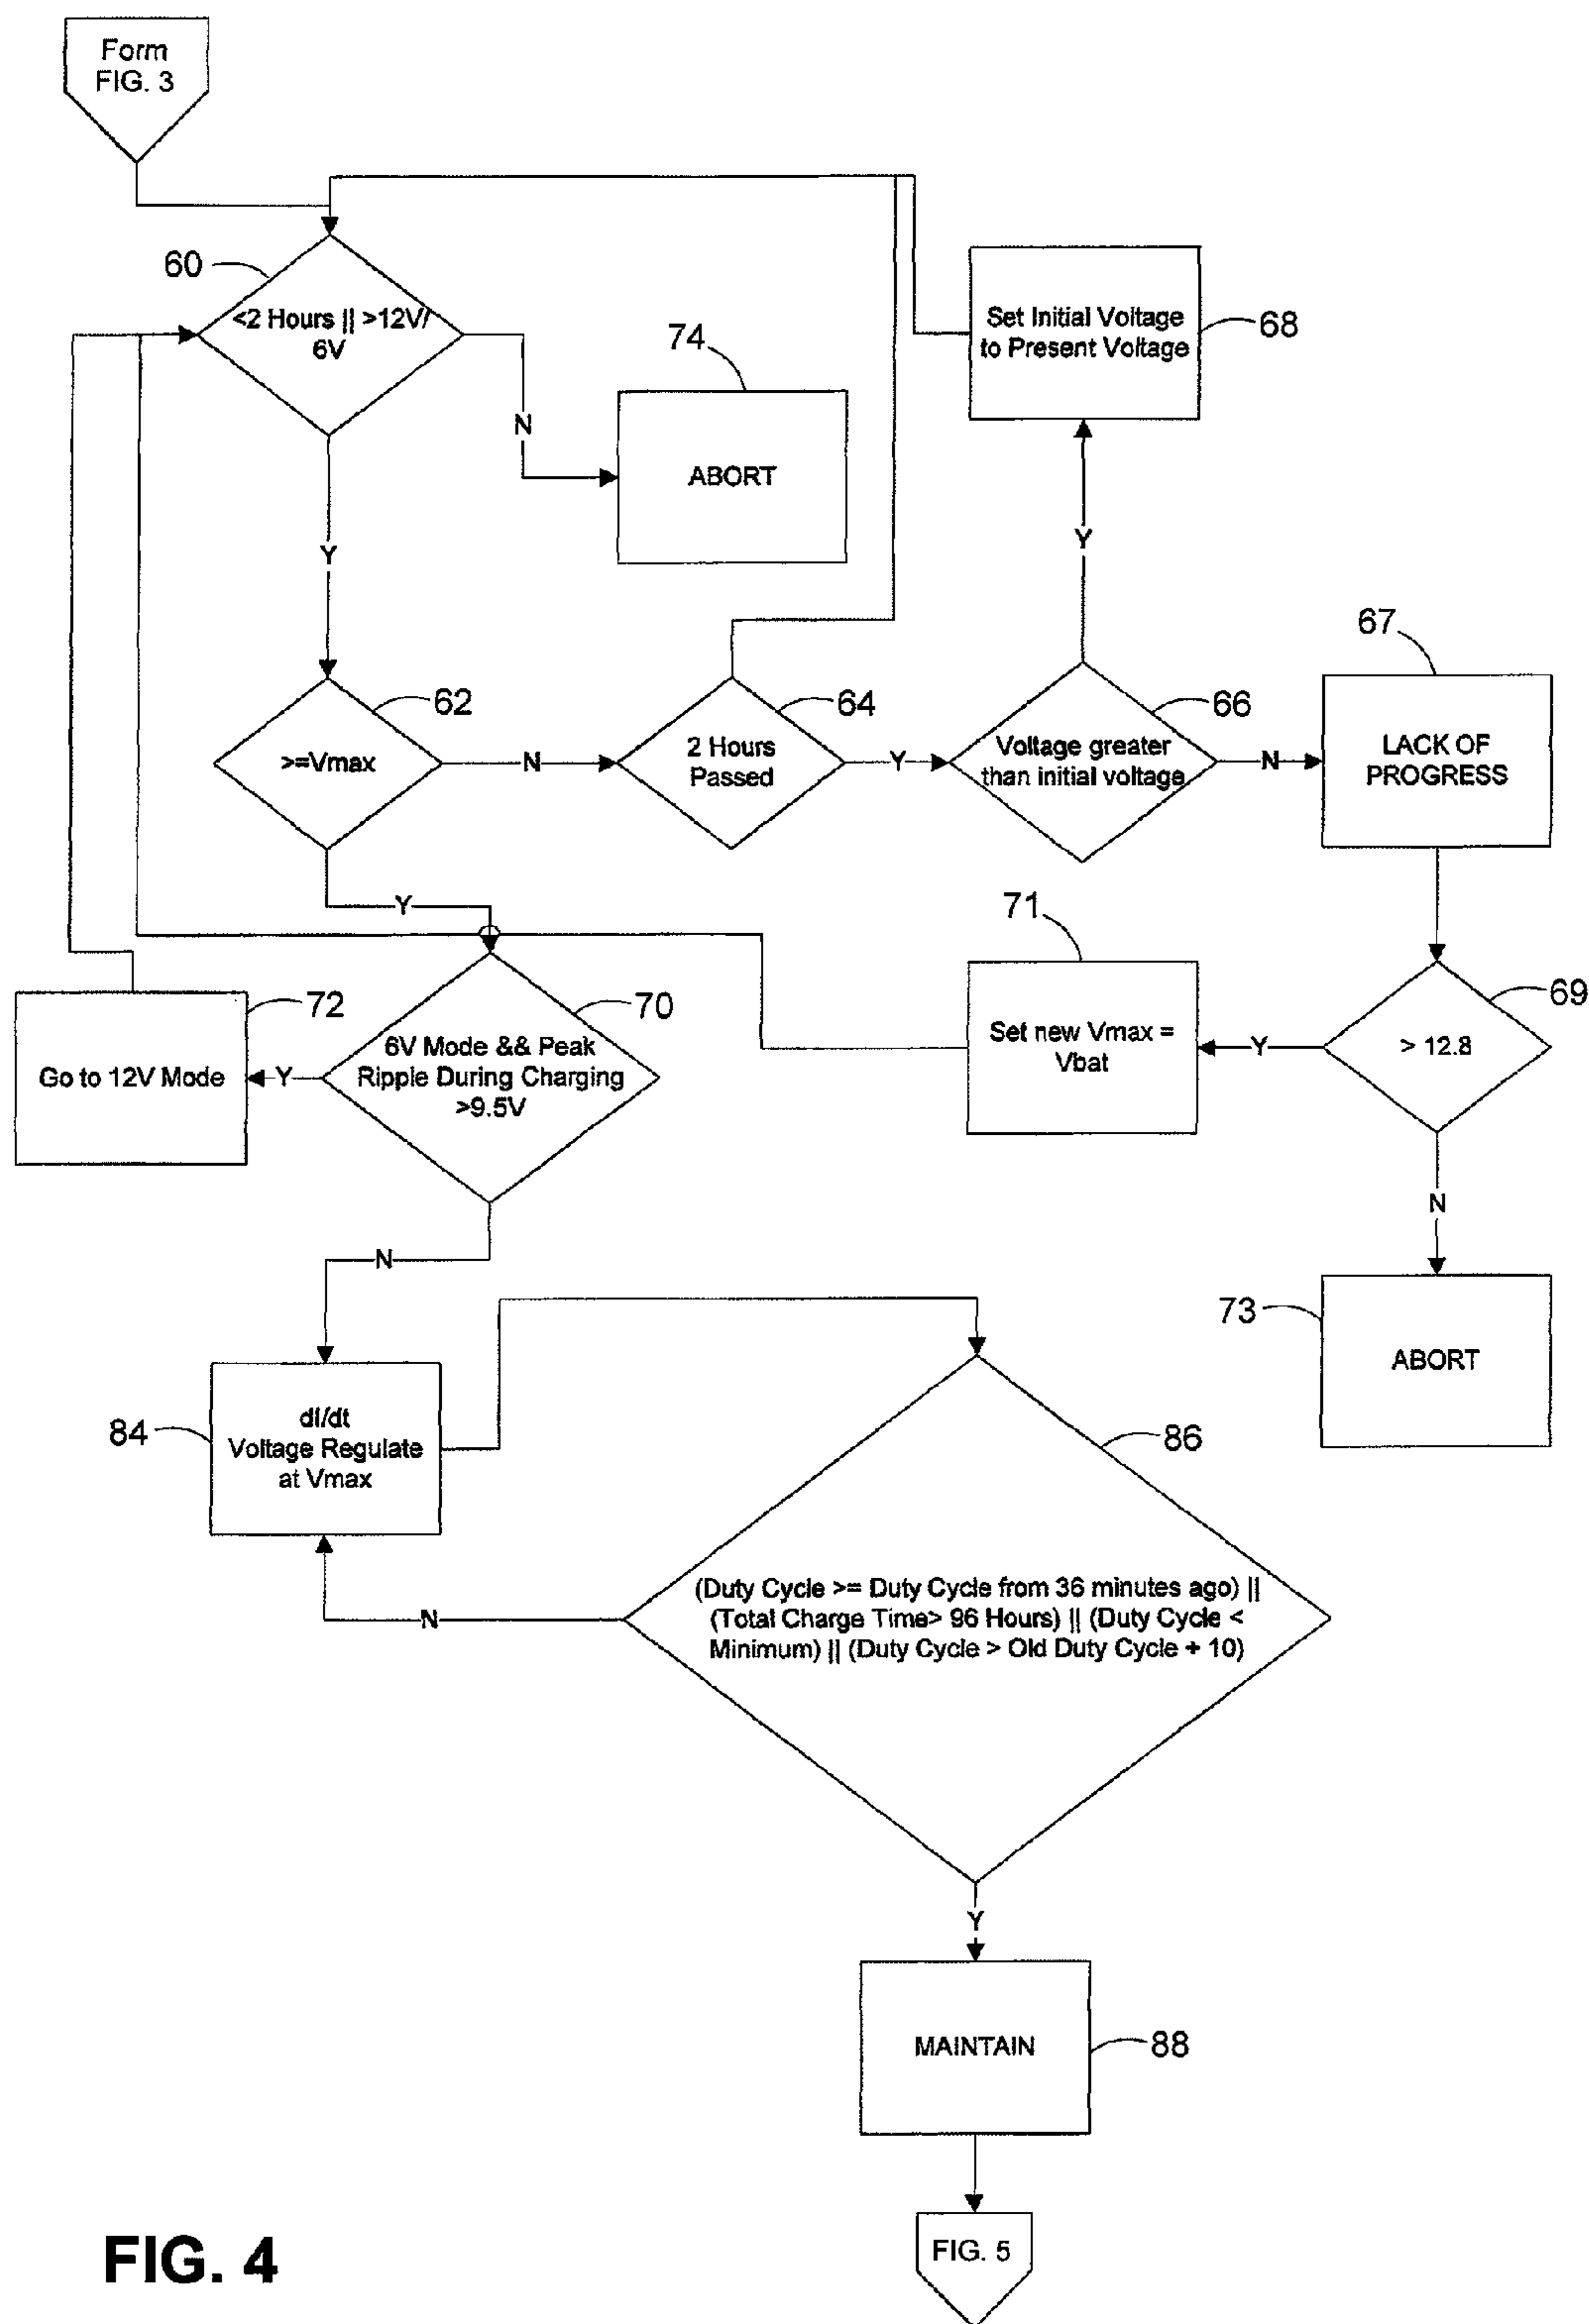 Form
FIG. 3
60
<2 Hours || >12V/
6V
N
74
ABORT
Set Initial Voltage
to Present Voltage
68
Y
Y
62
>=Vmax
N
64
2 Hours
Passed
Y
66
Voltage greater
than initial voltage
N
67
LACK OF
PROGRESS
Y
71
Set new Vmax =
Vbat
Y
69
> 12.8
72
Go to 12V Mode
Y
70
6V Mode && Peak
Ripple During Charging
>9.5V
N
N
73
ABORT
84
dI/dt
Voltage Regulate
at Vmax
86
(Duty Cycle >= Duty Cycle from 36 minutes ago) ||
(Total Charge Time> 96 Hours) || (Duty Cycle <
Minimum) || (Duty Cycle > Old Duty Cycle + 10)
N
Y
MAINTAIN
88
FIG. 5
FIG. 4